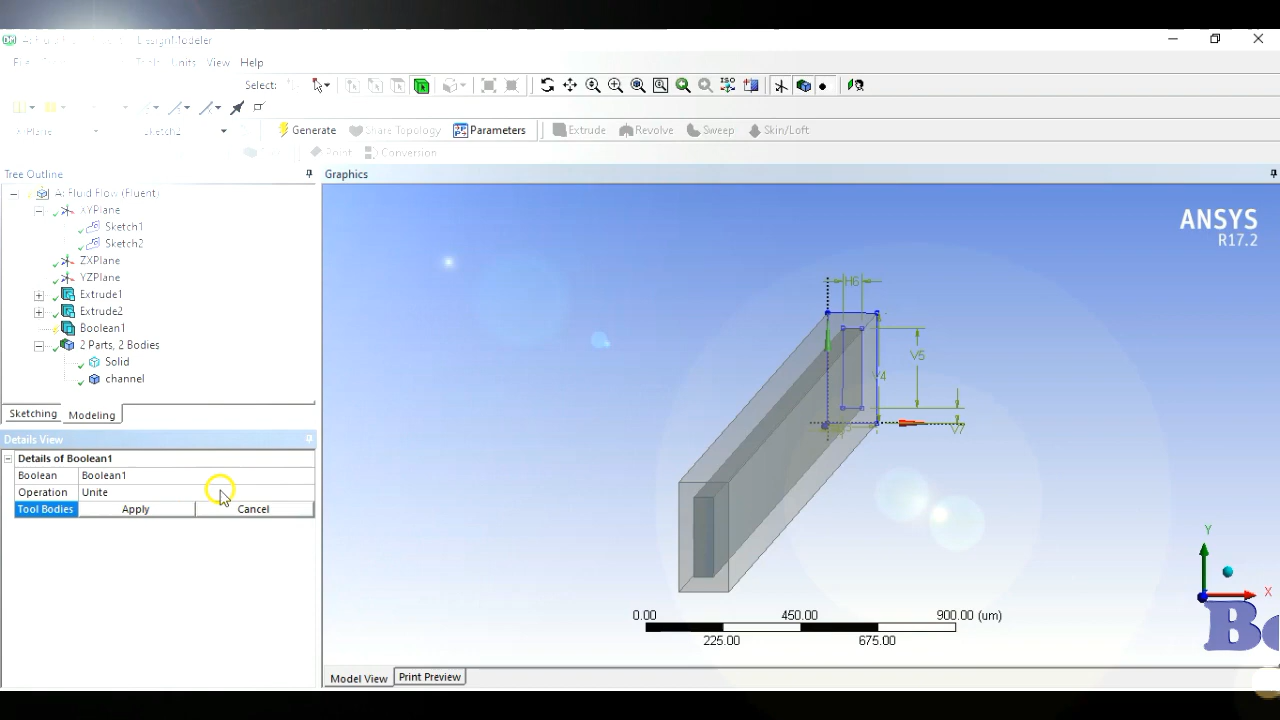 DesignModeler
Tools Units View Help
Select:
XYPlane Sketch2 Generate Share Topology Parameters Extrude Revolve Sweep Skin/Loft
Point Conversion
Tree Outline
Graphics
A: Fluid Flow (Fluent)
XYPlane
Sketch1
Sketch2
ZXPlane
YZPlane
Extrude1
Extrude2
Boolean1
2 Parts, 2 Bodies
Solid
channel
Sketching Modeling
Details View
Details of Boolean1
Boolean Boolean1
Operation Unite
Tool Bodies Apply Cancel
ANSYS
R17.2
H6
V5
V4
V7
0.00 450.00 900.00 (um)
225.00 675.00
Y
X
Model View Print Preview